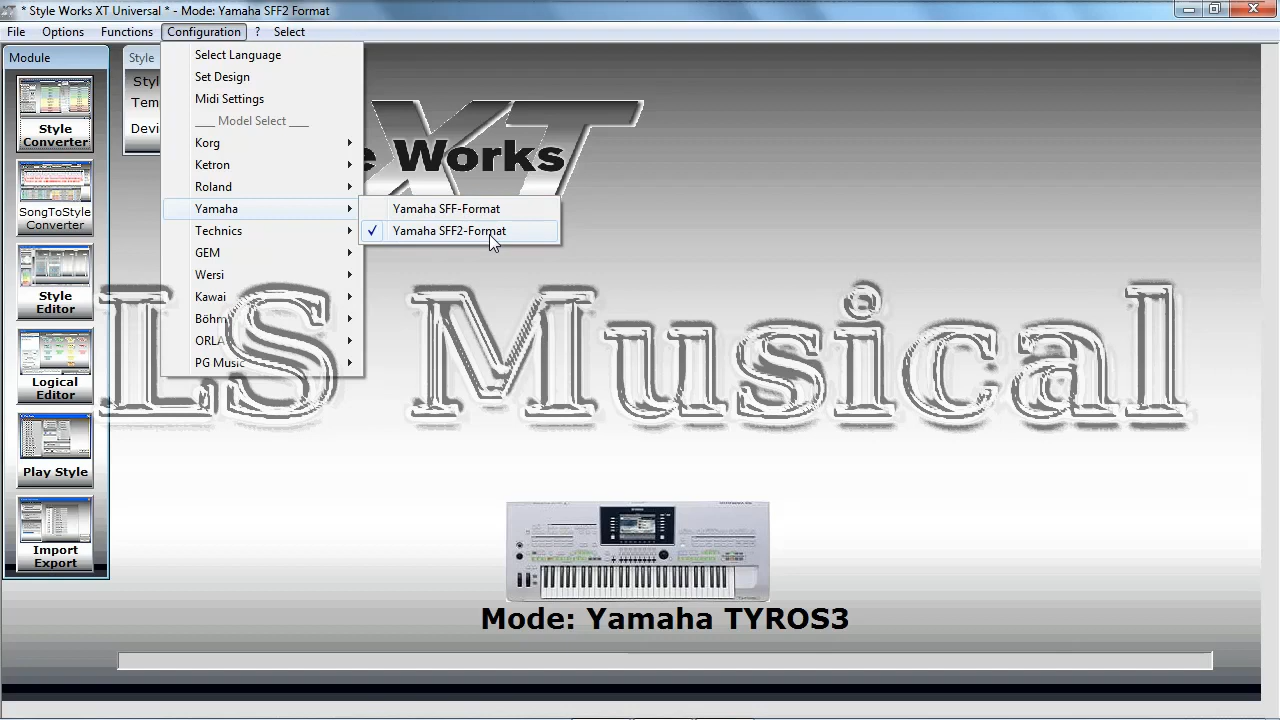 * Style Works XT Universal * - Mode: Yamaha SFF2 Format
File Options Functions Configuration ? Select
Module
Style Converter
SongToStyle Converter
Style Editor
Logical Editor
Play Style
Import Export
Style
Select Language
Set Design
Midi Settings
____ Model Select ____
Korg
Ketron
Roland
Yamaha
Technics
GEM
Wersi
Kawai
PG Music
Yamaha SFF-Format
Yamaha SFF2-Format
XT
Works
LS Musical
Mode: Yamaha TYROS3